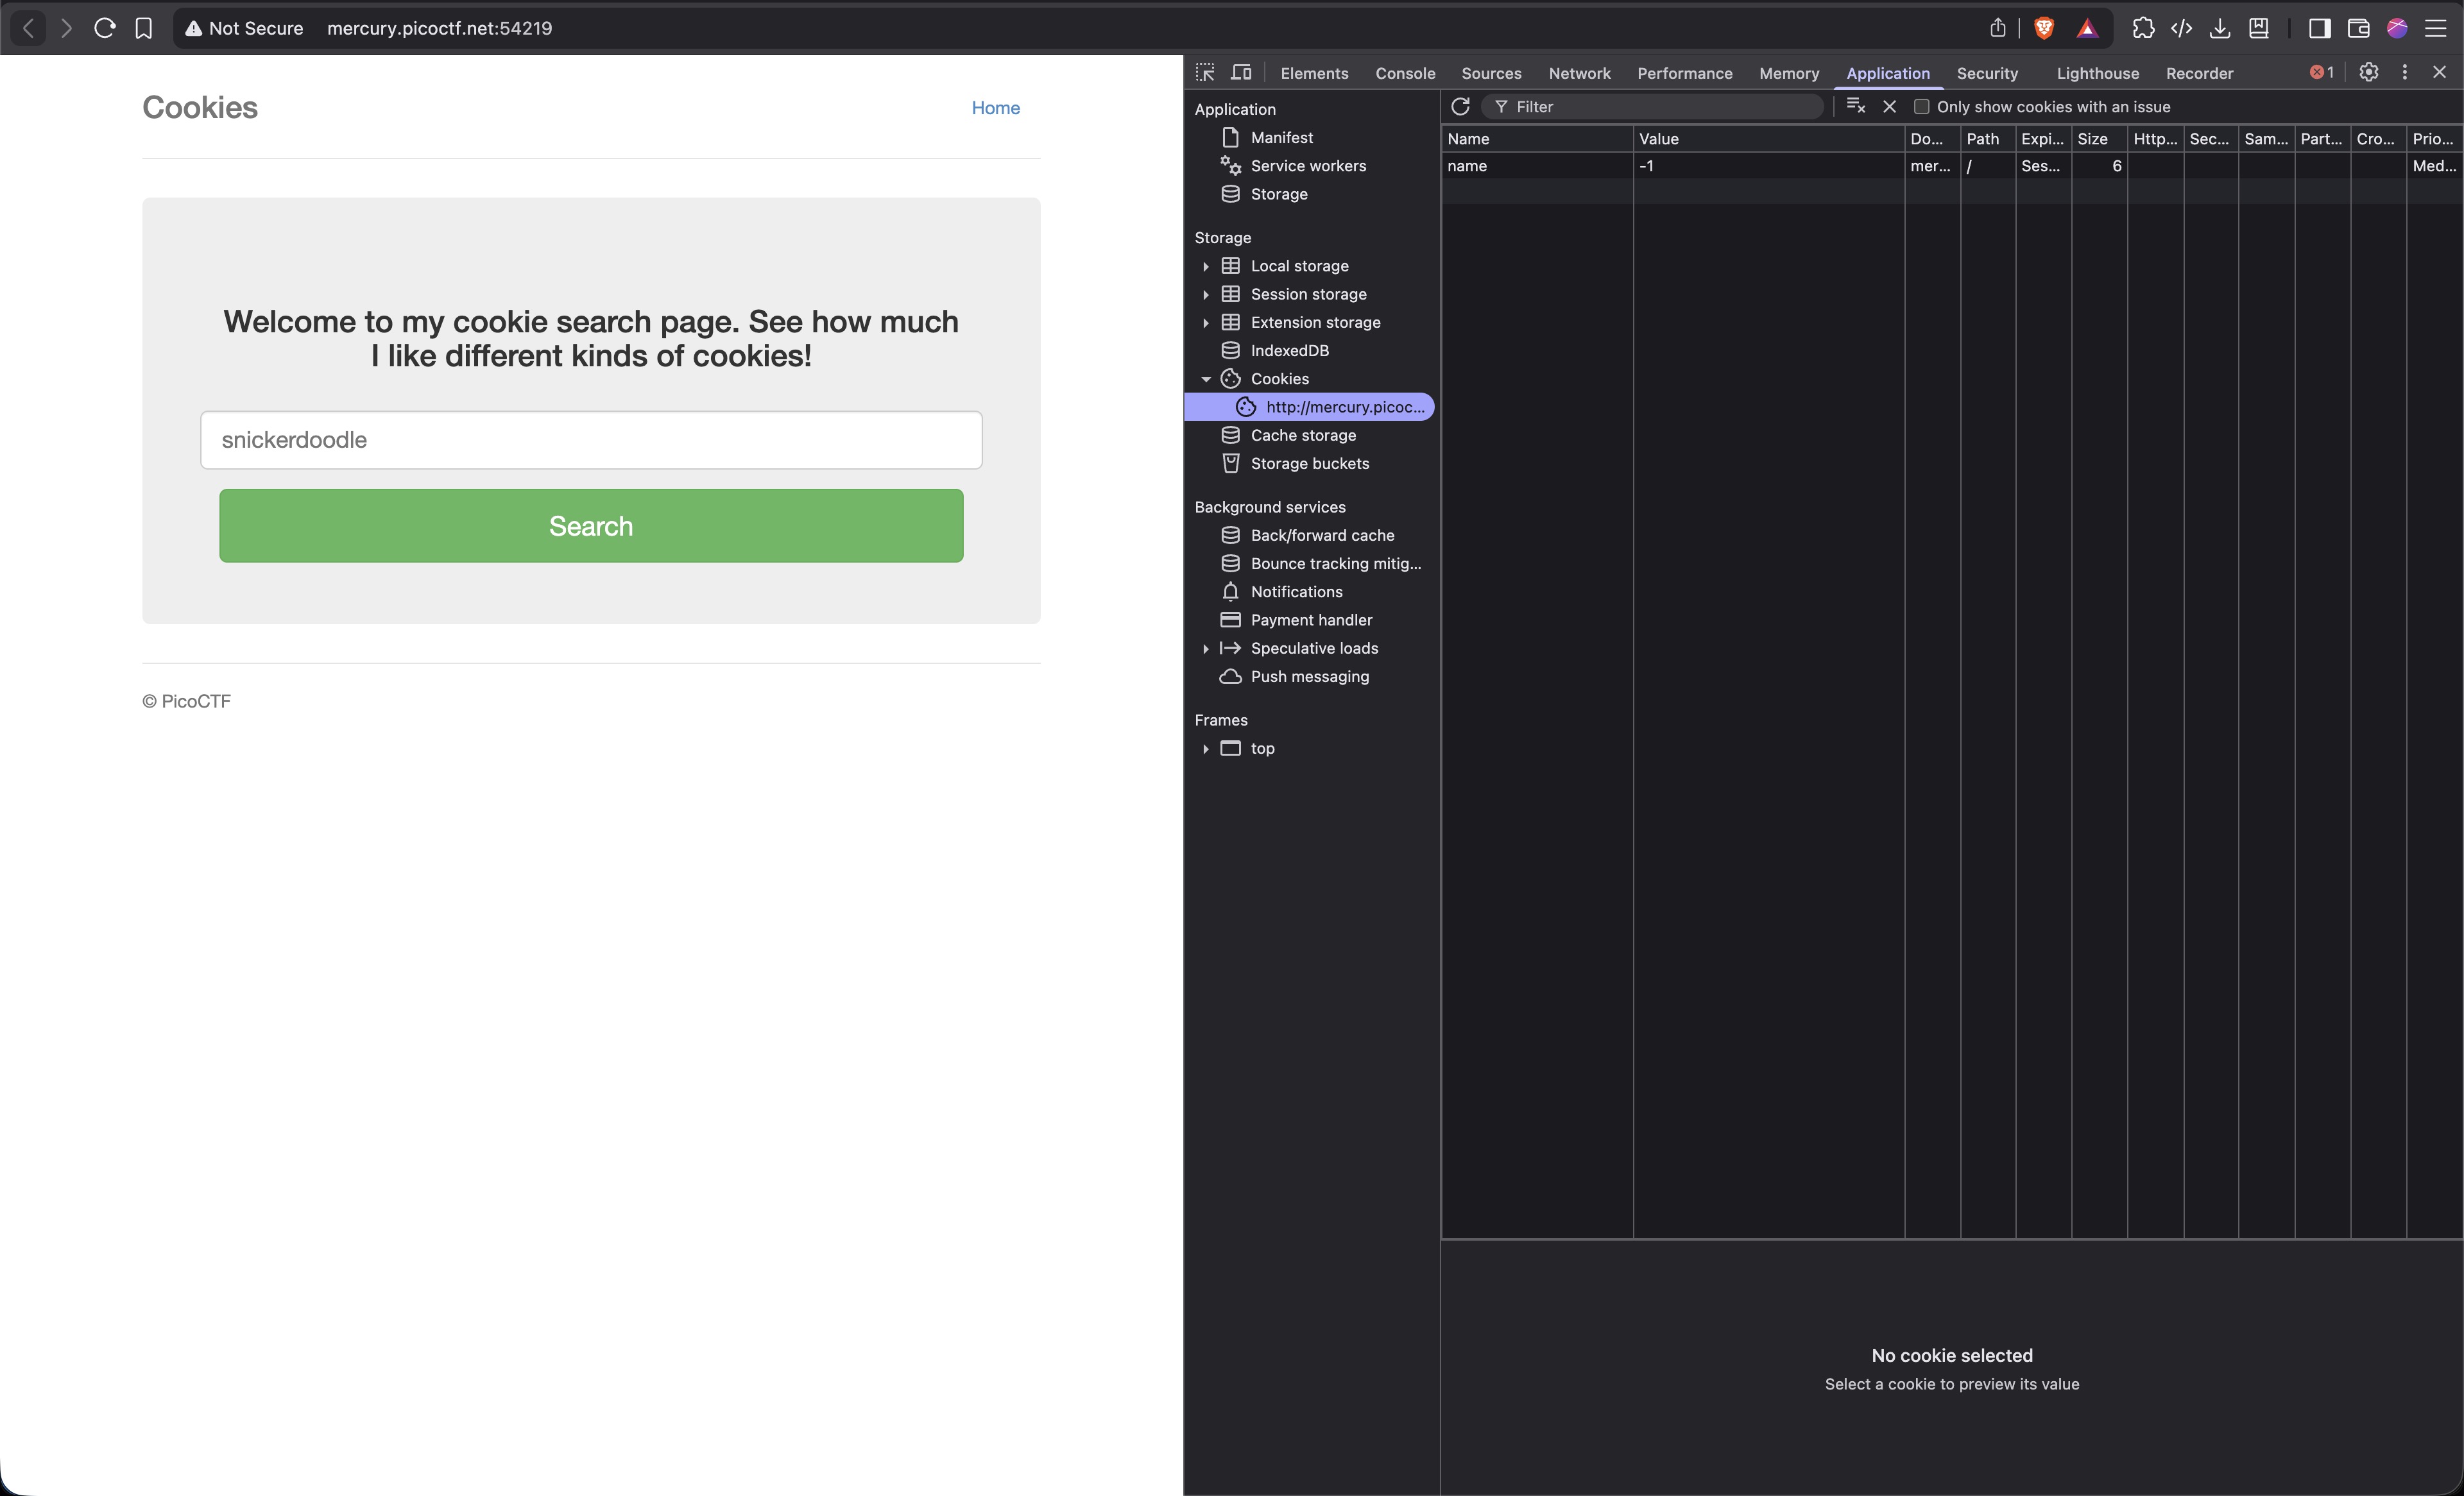 Not Secure mercury.picoctf.net:54219
Cookies
Home
Welcome to my cookie search page. See how much
I like different kinds of cookies!
snickerdoodle
Search
© PicoCTF
Elements Console Sources Network Performance Memory Application Security Lighthouse Recorder 1
Application
Manifest
Service workers
Storage
Storage
Local storage
Session storage
Extension storage
IndexedDB
Cookies
http://mercury.picoc...
Cache storage
Storage buckets
Background services
Back/forward cache
Bounce tracking mitig...
Notifications
Payment handler
Speculative loads
Push messaging
Frames
top
Filter Only show cookies with an issue
Name Value Do... Path Expi... Size Http... Sec... Sam... Part... Cro... Prio...
name -1 mer... / Ses... 6 Med...
No cookie selected
Select a cookie to preview its value